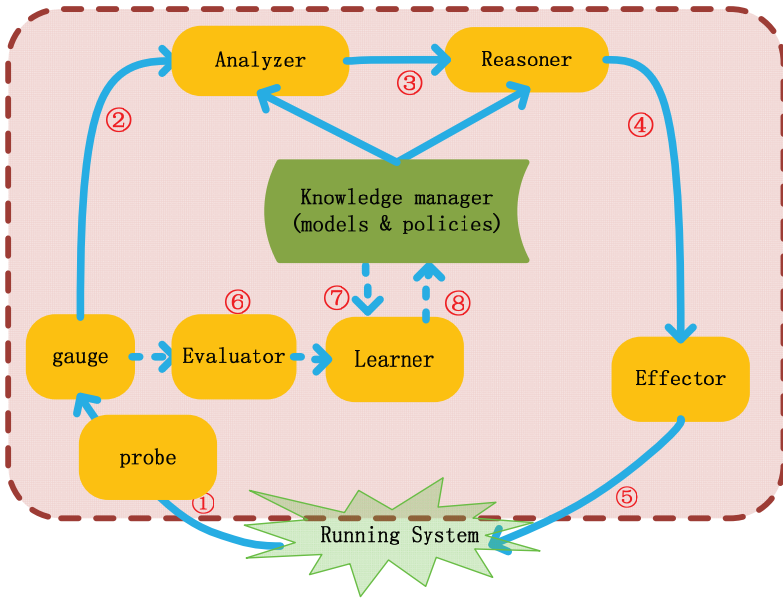 Analyzer
Reasoner
③
②
④
Knowledge manager
(models & policies)
⑦
⑧
⑥
gauge
Evaluator
Learner
Effector
probe
①
⑤
Running System